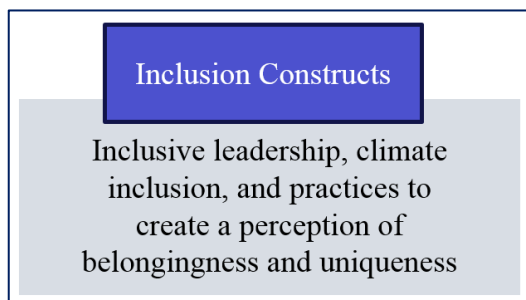 Inclusion Constructs
Inclusive leadership, climate
inclusion, and practices to
create a perception of
belongingness and uniqueness